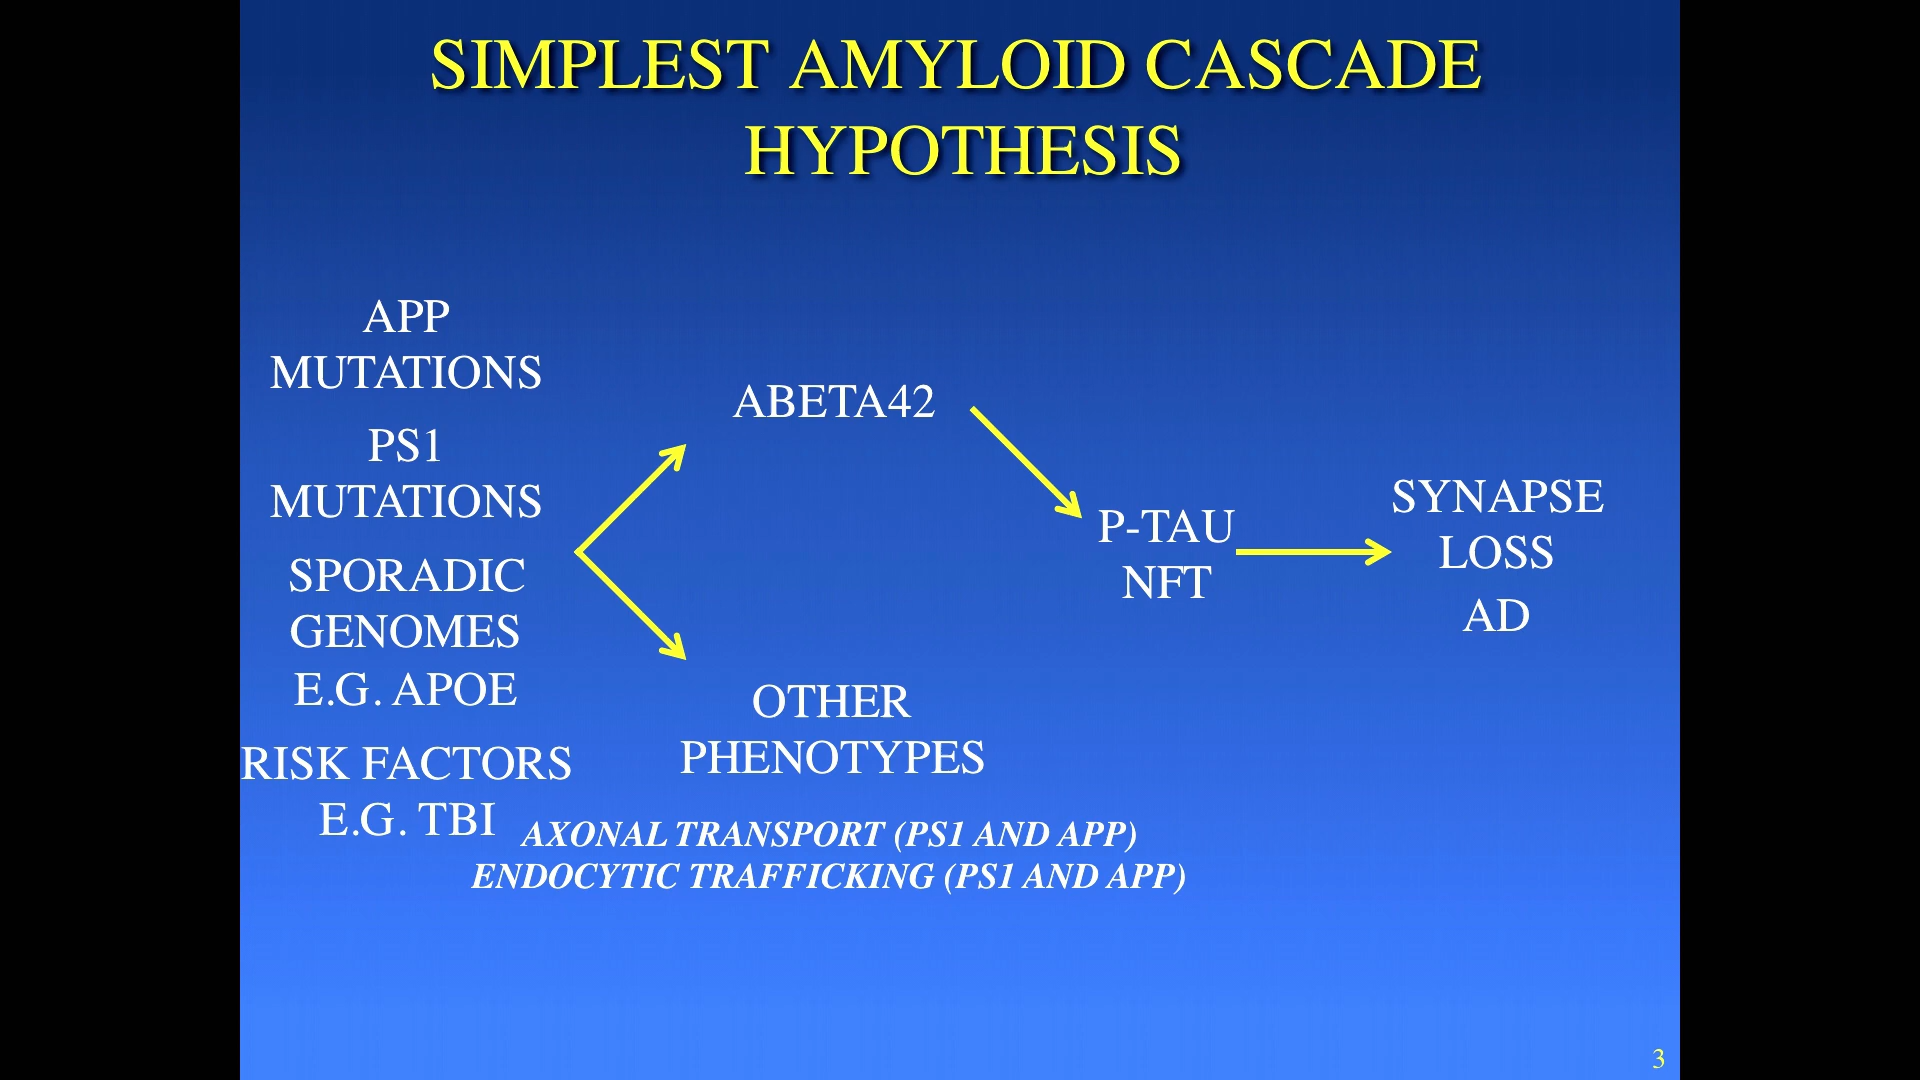 SIMPLEST AMYLOID CASCADE
HYPOTHESIS
APP
MUTATIONS
PS1
MUTATIONS
SPORADIC
GENOMES
E.G. APOE
RISK FACTORS
E.G. TBI
ABETA42
OTHER
PHENOTYPES
AXONAL TRANSPORT (PS1 AND APP)
ENDOCYTIC TRAFFICKING (PS1 AND APP)
P-TAU
NFT
SYNAPSE
LOSS
AD
3